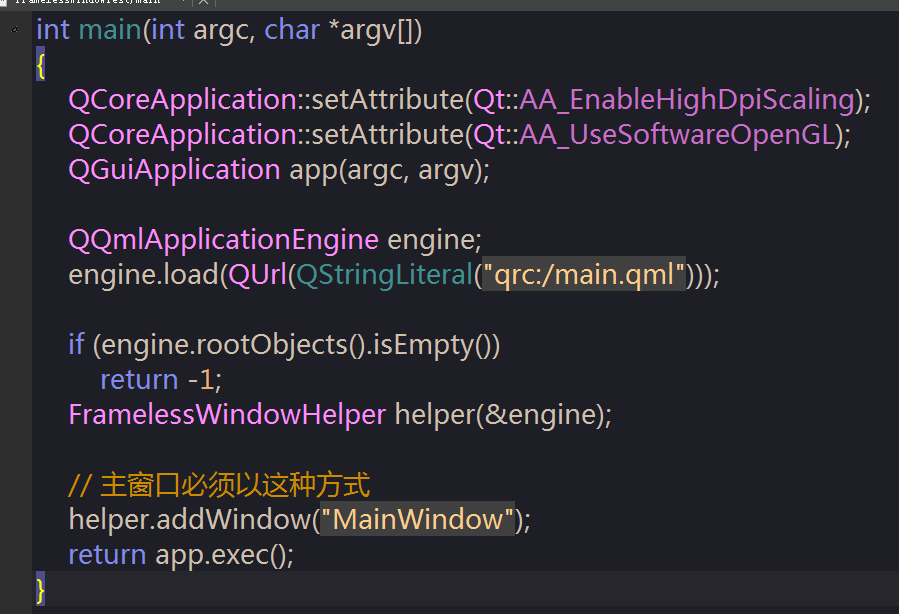 int main(int argc, char *argv[])
{
QCoreApplication::setAttribute(Qt::AA_EnableHighDpiScaling);
QCoreApplication::setAttribute(Qt::AA_UseSoftwareOpenGL);
QGuiApplication app(argc, argv);
QQmlApplicationEngine engine;
engine.load(QUrl(QStringLiteral("qrc:/main.qml")));
if (engine.rootObjects().isEmpty())
return -1;
FramelessWindowHelper helper(&engine);
// 主窗口必须以这种方式
helper.addWindow("MainWindow");
return app.exec();
}